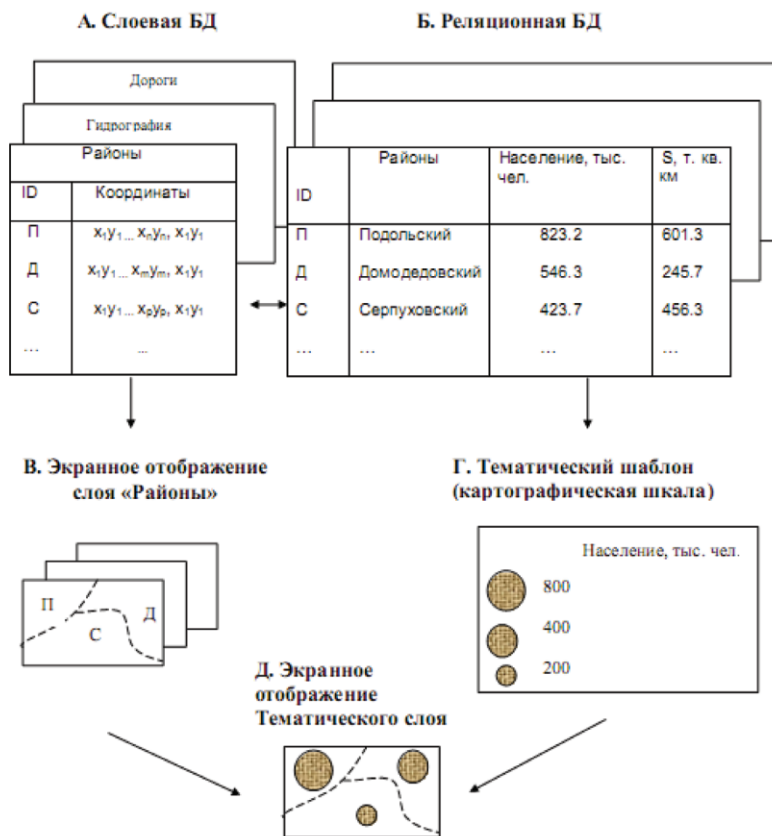 А. Слоевая БД
Б. Реляционная БД
Дороги
Гидрография
Районы
ID Координаты
П x₁y₁... xₙyₙ, x₁y₁
Д x₁y₁... xₘyₘ, x₁y₁
С x₁y₁... xₚyₚ, x₁y₁
... ...
ID Районы Население, тыс. чел. S, т. кв. км
П Подольский 823.2 601.3
Д Домодедовский 546.3 245.7
С Серпуховский 423.7 456.3
... ... ... ...
В. Экранное отображение
слоя «Районы»
Г. Тематический шаблон
(картографическая шкала)
П
Д
С
Население, тыс. чел.
800
400
200
Д. Экранное
отображение
Тематического слоя